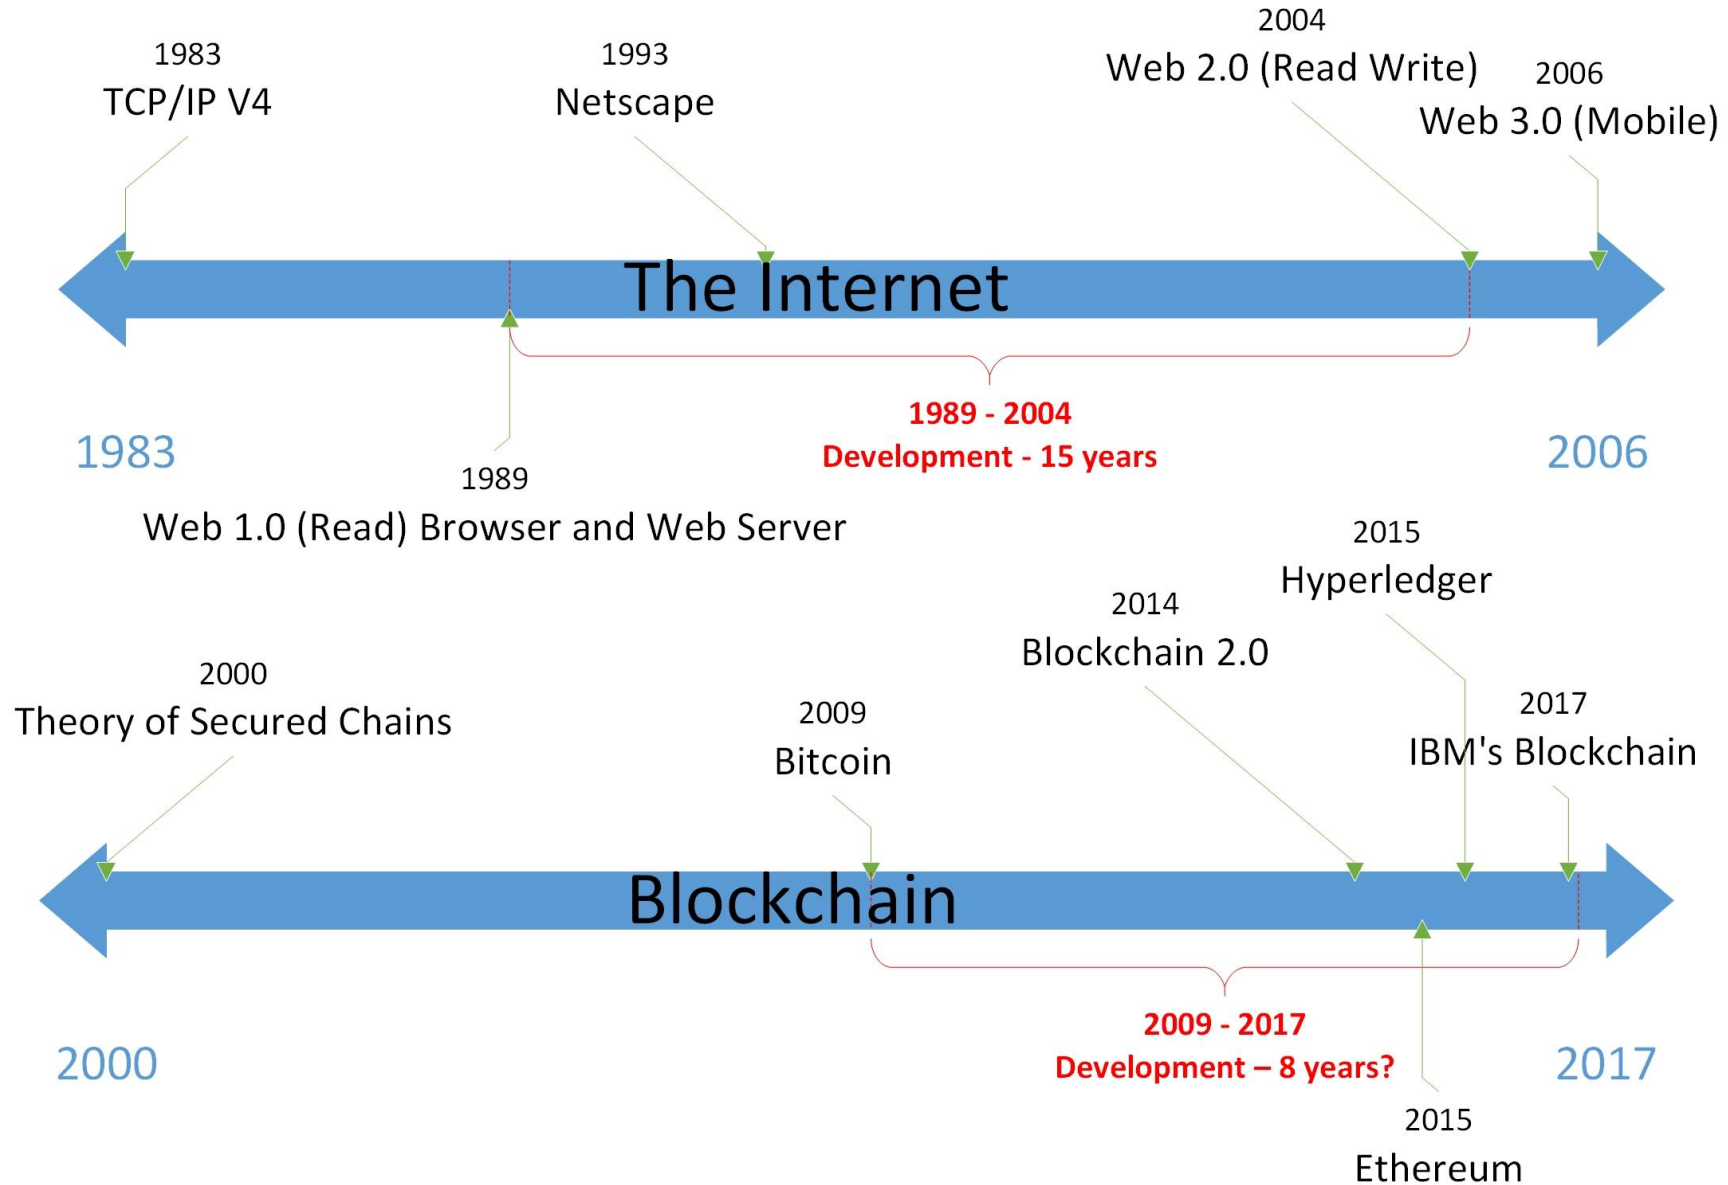 1983
TCP/IP V4
1993
Netscape
2004
Web 2.0 (Read Write)
2006
Web 3.0 (Mobile)
The Internet
1989 - 2004
Development - 15 years
1983
2006
1989
Web 1.0 (Read) Browser and Web Server
2015
Hyperledger
2014
Blockchain 2.0
2000
Theory of Secured Chains
2009
Bitcoin
2017
IBM's Blockchain
Blockchain
2009 - 2017
Development – 8 years?
2000
2017
2015
Ethereum